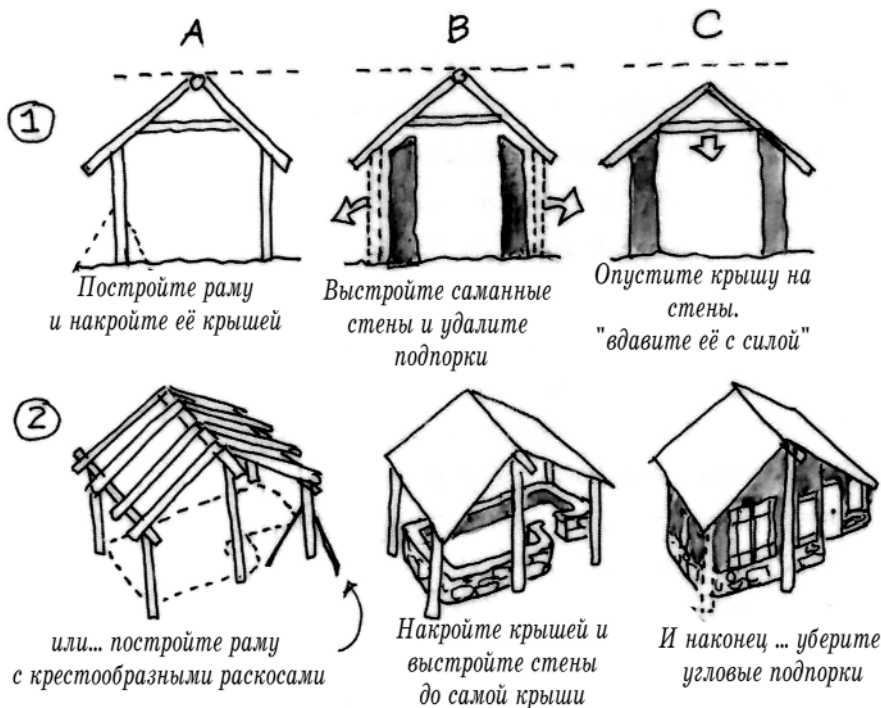 A
B
C
1
Постройте раму
и накройте её крышей
Выстройте саманные
стены и удалите
подпорки
Опустите крышу на
стены.
"вдавите её с силой"
2
или... постройте раму
с крестообразными раскосами
Накройте крышей и
выстройте стены
до самой крыши
И наконец ... уберите
угловые подпорки